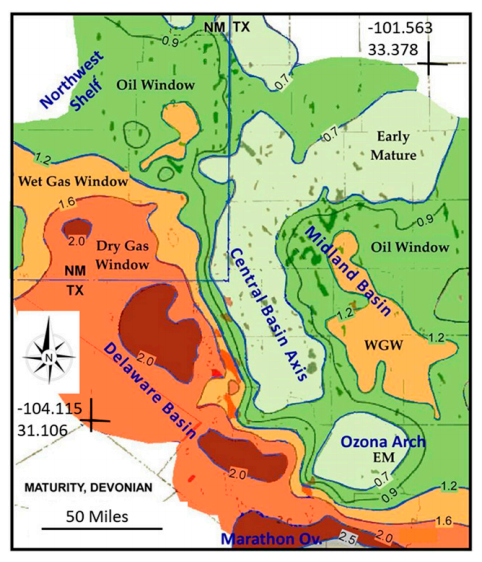 NM TX
-101.563
33.378
0.9
0.7
Northwest
Shelf
Oil Window
0.7
Early
Mature
1.2
Wet Gas Window
1.6
2.0
Dry Gas
Window
NM
TX
0.9
Oil Window
Midland Basin
Central Basin Axis
1.2
1.2
WGW
2.0
Delaware Basin
N
-104.115
31.106
Ozona Arch
EM
0.7
0.9
2.0
1.2
MATURITY, DEVONIAN
50 Miles
1.6
Marathon Ov.
2.5
2.0